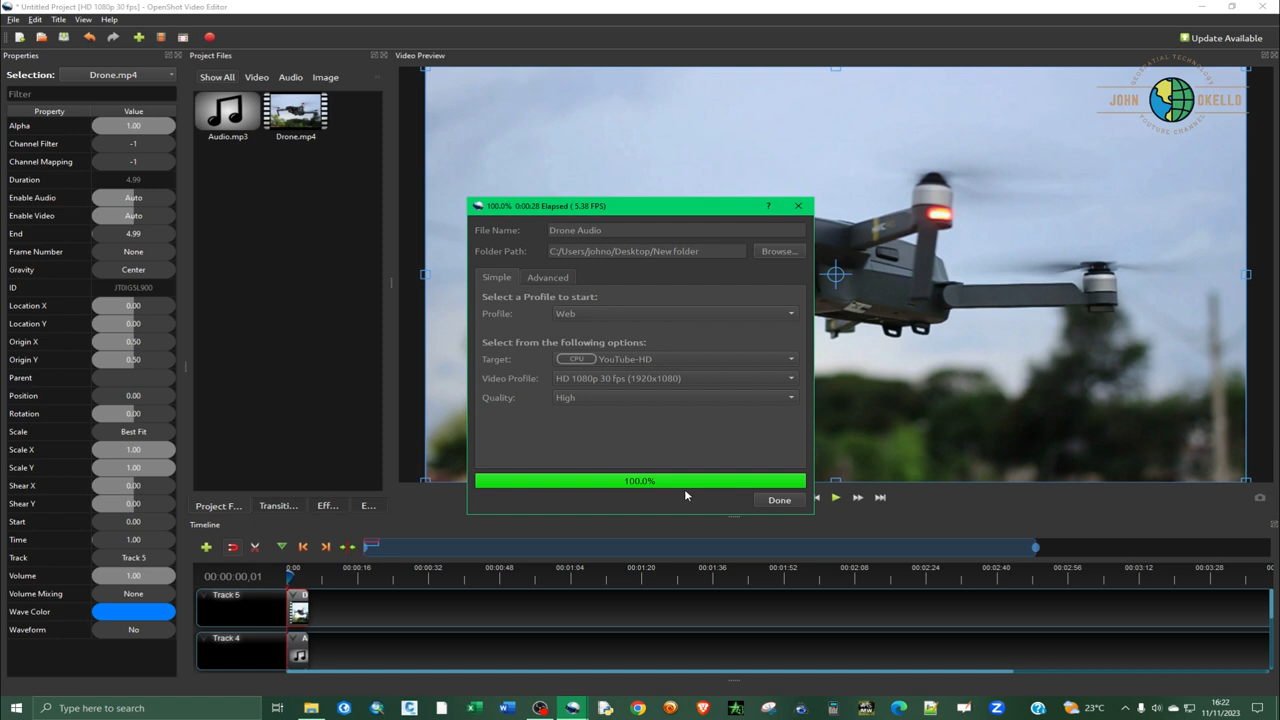 * Untitled Project [HD 1080p 30 fps] - OpenShot Video Editor
File Edit Title View Help
Update Available
Properties
Project Files
Video Preview
Selection: Drone.mp4
Show All Video Audio Image
Filter
Property Value
Alpha 1.00
Channel Filter -1
Channel Mapping -1
Duration 4.99
Enable Audio Auto
Enable Video Auto
End 4.99
Frame Number None
Gravity Center
ID JT0IG5L900
Location X 0.00
Location Y 0.00
Origin X 0.50
Origin Y 0.50
Parent
Position 0.00
Rotation 0.00
Scale Best Fit
Scale X 1.00
Scale Y 1.00
Shear X 0.00
Shear Y 0.00
Start 0.00
Time 1.00
Track Track 5
Volume 1.00
Volume Mixing None
Wave Color
Waveform No
Audio.mp3
Drone.mp4
GEOSPATIAL TECHNOLOGY
JOHN OKELLO
YOUTUBE CHANNEL
100.0% 0:00:28 Elapsed ( 5.38 FPS)
File Name: Drone Audio
Folder Path: C:/Users/johno/Desktop/New folder Browse...
Simple Advanced
Select a Profile to start:
Profile: Web
Select from the following options:
Target: CPU YouTube-HD
Video Profile: HD 1080p 30 fps (1920x1080)
Quality: High
100.0%
Done
Project F... Transiti... Eff... E...
Timeline
00:00:00,01
0:00 00:00:16 00:00:32 00:00:48 00:01:04 00:01:20 00:01:36 00:01:52 00:02:08 00:02:24 00:02:40 00:02:56 00:03:12 00:03:28
Track 5 D
Track 4 A
Type here to search
23°C
16:22
11/11/2023